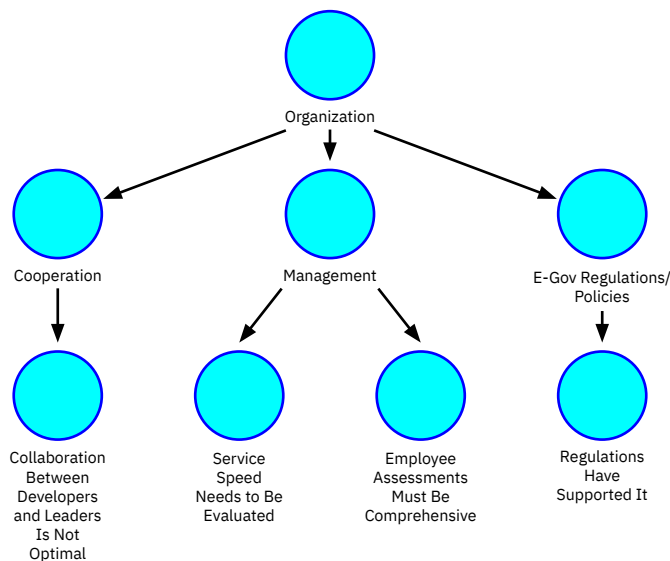 Organization
Cooperation
Management
E-Gov Regulations/
Policies
Collaboration
Between
Developers
and Leaders
Is Not
Optimal
Service
Speed
Needs to Be
Evaluated
Employee
Assessments
Must Be
Comprehensive
Regulations
Have
Supported It